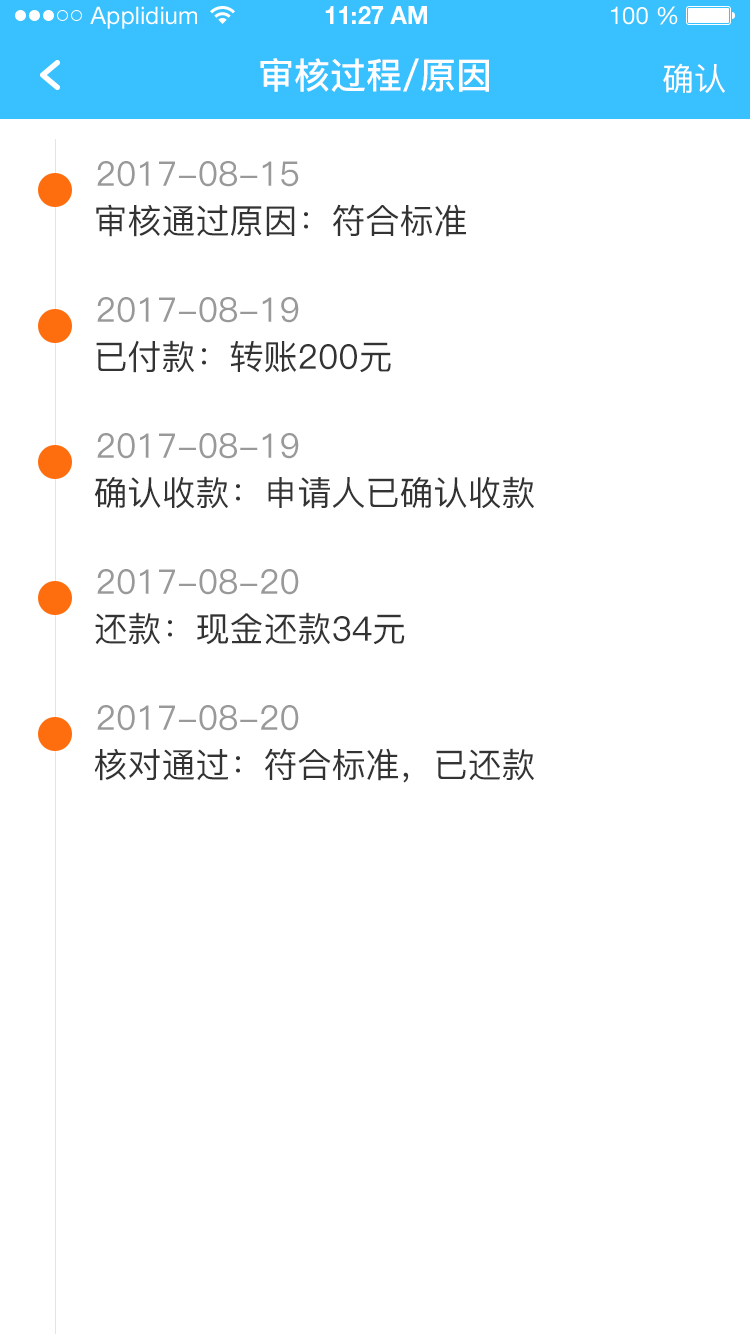 Applidium 11:27 AM 100 %
审核过程/原因 确认
2017-08-15
审核通过原因：符合标准
2017-08-19
已付款：转账200元
2017-08-19
确认收款：申请人已确认收款
2017-08-20
还款：现金还款34元
2017-08-20
核对通过：符合标准，已还款